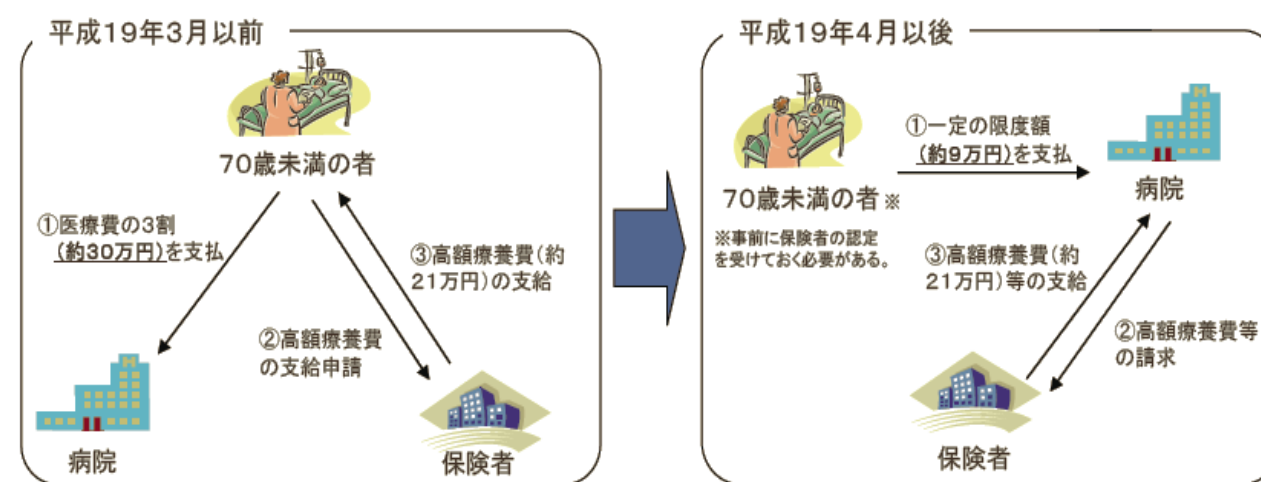 平成19年3月以前
70歳未満の者
①医療費の3割
(約30万円)を支払
③高額療養費(約
21万円)の支給
②高額療養費
の支給申請
病院
保険者
平成19年4月以後
①一定の限度額
(約9万円)を支払
病院
70歳未満の者※
※事前に保険者の認定
を受けておく必要がある。
③高額療養費(約
21万円)等の支給
②高額療養費等
の請求
保険者